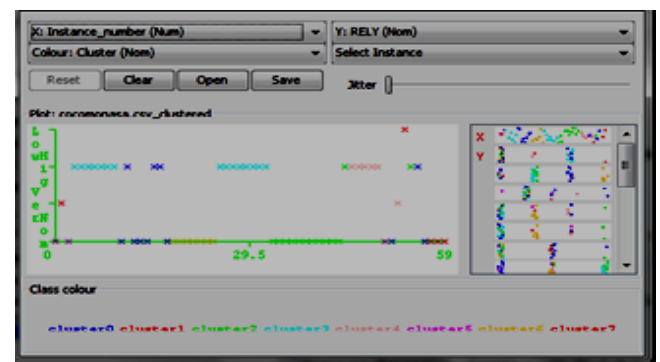 X: Instance_number (Num) Y: RELY (Nom)
Colour: Cluster (Nom) Select Instance
Reset Clear Open Save Jitter
Plot: cocomonasa.csv_clustered
X
Y
0 29.5 59
Class colour
cluster0 cluster1 cluster2 cluster3 cluster4 cluster5 cluster6 cluster7